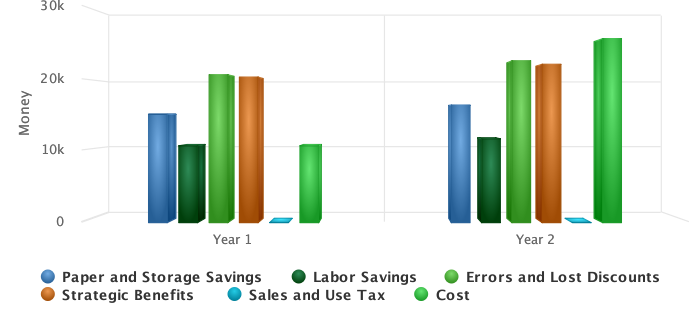 30k
20k
Money
10k
0
Year 1 Year 2
Paper and Storage Savings Labor Savings Errors and Lost Discounts
Strategic Benefits Sales and Use Tax Cost